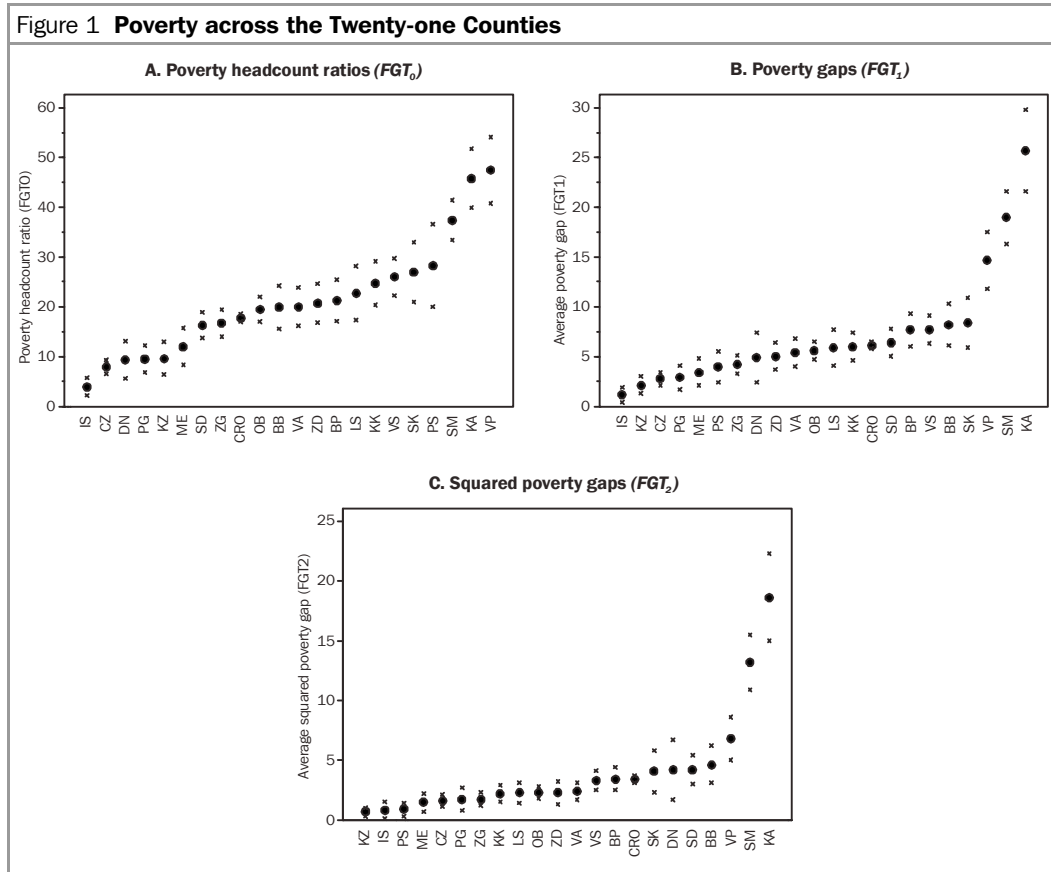 Figure 1 Poverty across the Twenty-one Counties
A. Poverty headcount ratios (FGT₀)
60
50
40
30
20
10
0
Poverty headcount ratio (FGT0)
IS CZ DN PG KZ ME SD ZG CRO OB BB VA ZD BP LS KK VS SK PS SM KA VP
B. Poverty gaps (FGT₁)
30
25
20
15
10
5
0
Average poverty gap (FGT1)
IS KZ CZ PG ME PS ZG DN ZD VA OB LS KK CRO SD BP VS BB SK VP SM KA
C. Squared poverty gaps (FGT₂)
25
20
15
10
5
0
Average squared poverty gap (FGT2)
KZ IS PS ME CZ PG ZG KK LS OB ZD VA VS BP CRO SK DN SD BB VP SM KA